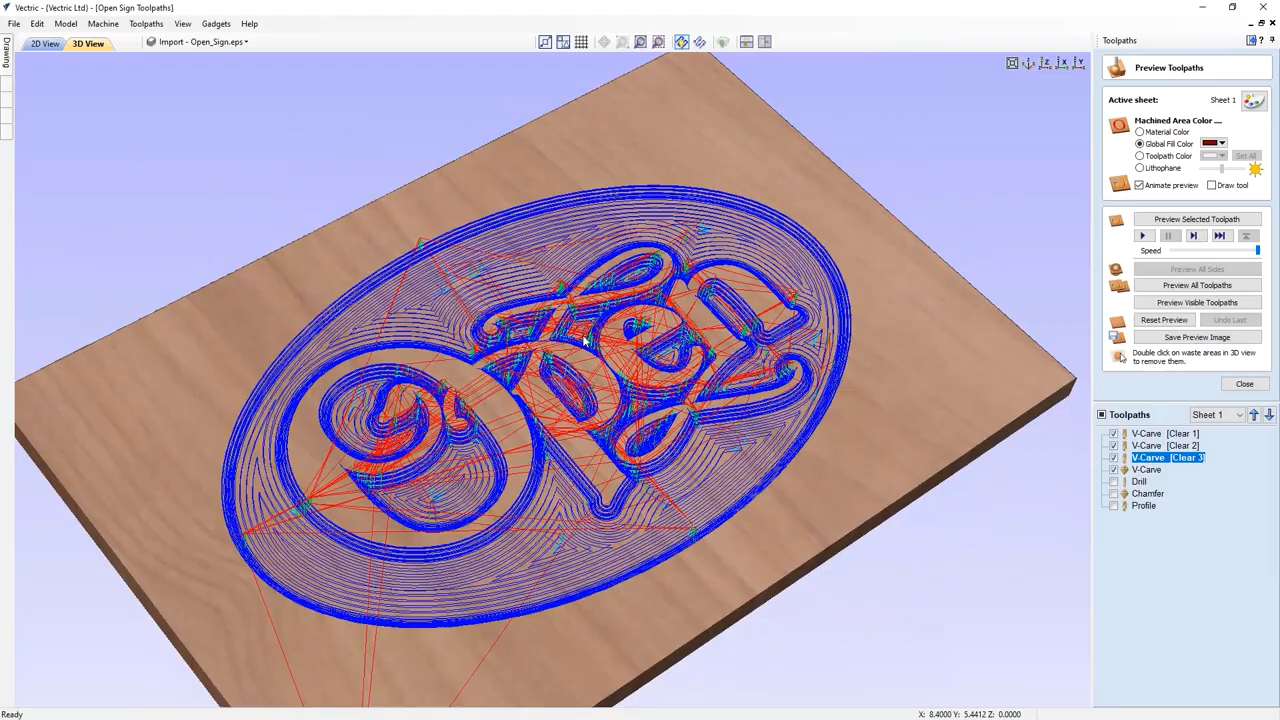 Vectric - {Vectric Ltd} - [Open Sign Toolpaths]
File Edit Model Machine Toolpaths View Gadgets Help
2D View 3D View Import - Open_Sign.eps
Drawing
Toolpaths
Preview Toolpaths
Active sheet: Sheet 1
Machined Area Color ....
Material Color
Global Fill Color
Toolpath Color Set All
Lithophane
Animate preview Draw tool
Preview Selected Toolpath
Speed
Preview All Sides
Preview All Toolpaths
Preview Visible Toolpaths
Reset Preview Undo Last
Save Preview Image
Double click on waste areas in 3D view
to remove them.
Close
Toolpaths Sheet 1
V-Carve [Clear 1]
V-Carve [Clear 2]
V-Carve [Clear 3]
V-Carve
Drill
Chamfer
Profile
Open
Ready X: 8.4000 Y: 5.4412 Z: 0.0000